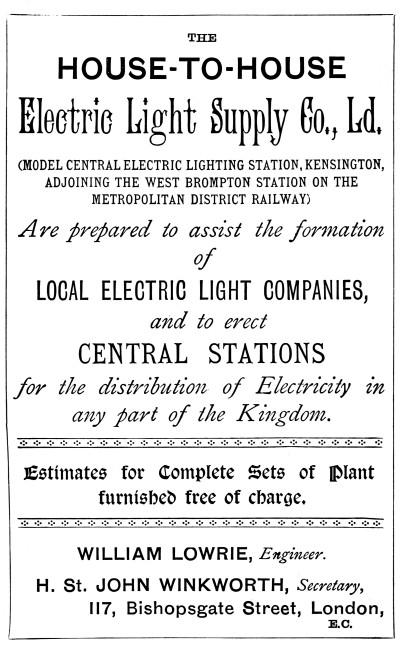 THE
HOUSE-TO-HOUSE
Electric Light Supply Co., Ld.
(MODEL CENTRAL ELECTRIC LIGHTING STATION, KENSINGTON,
ADJOINING THE WEST BROMPTON STATION ON THE
METROPOLITAN DISTRICT RAILWAY)
Are prepared to assist the formation
of
LOCAL ELECTRIC LIGHT COMPANIES,
and to erect
CENTRAL STATIONS
for the distribution of Electricity in
any part of the Kingdom.
Estimates for Complete Sets of Plant
furnished free of charge.
WILLIAM LOWRIE, Engineer.
H. St. JOHN WINKWORTH, Secretary,
117, Bishopsgate Street, London,
E.C.